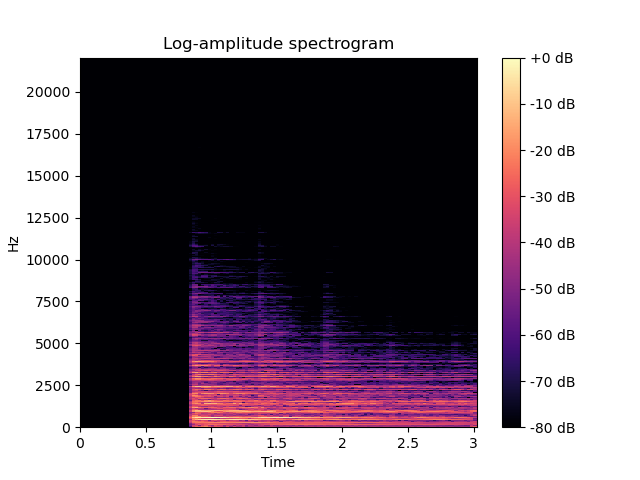 Log-amplitude spectrogram
Hz
20000
17500
15000
12500
10000
7500
5000
2500
0
0
0.5
1
1.5
2
2.5
3
Time
+0 dB
-10 dB
-20 dB
-30 dB
-40 dB
-50 dB
-60 dB
-70 dB
-80 dB